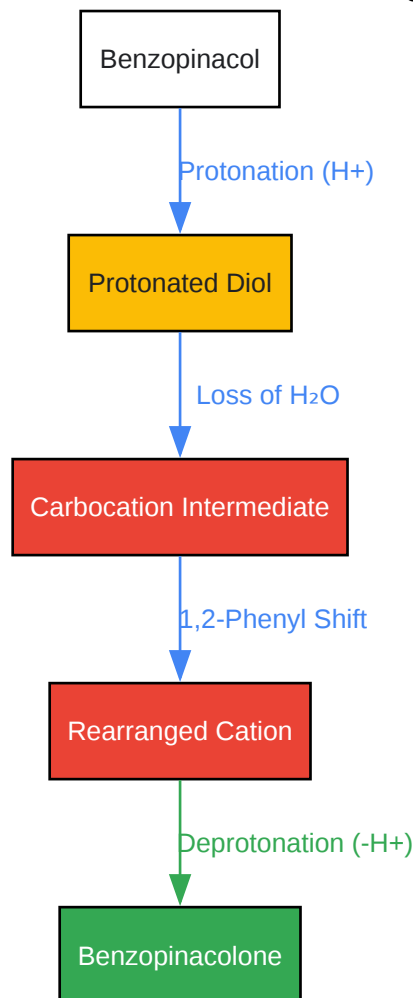 Benzopinacol
Protonation (H+)
Protonated Diol
Loss of H₂O
Carbocation Intermediate
1,2-Phenyl Shift
Rearranged Cation
Deprotonation (-H+)
Benzopinacolone